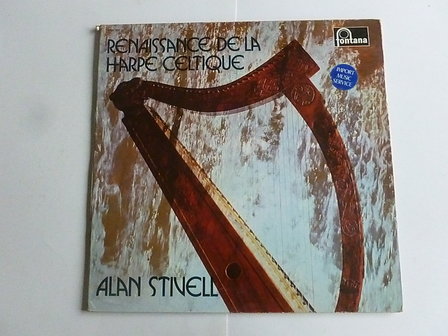 RENAISSANCE DE LA
HARPE CELTIQUE
fontana
IMPORT
MUSIC
SERVICE
ALAN STIVELL